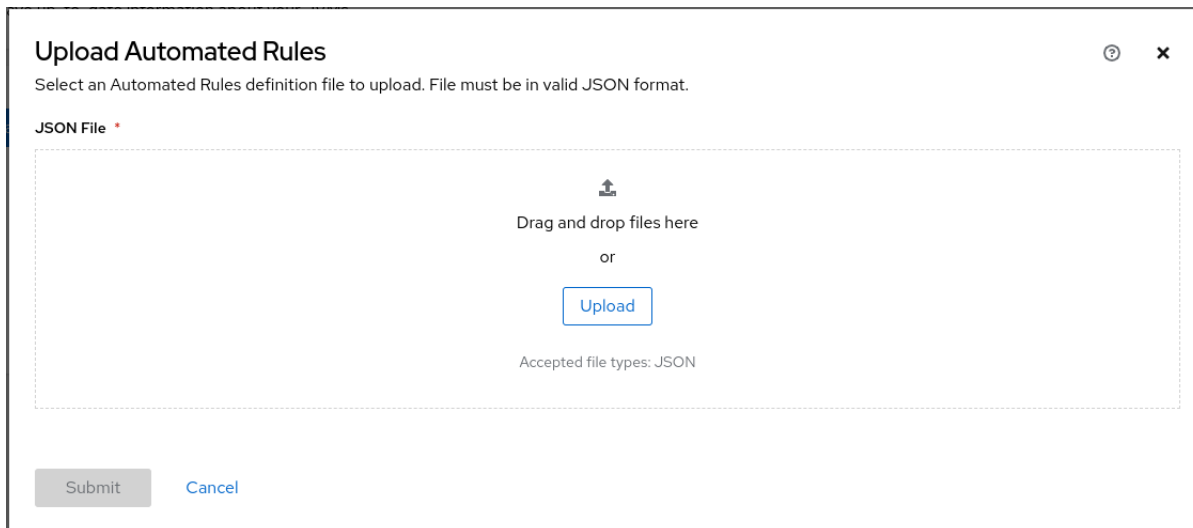 Upload Automated Rules
Select an Automated Rules definition file to upload. File must be in valid JSON format.
JSON File *
Drag and drop files here
or
Upload
Accepted file types: JSON
Submit
Cancel